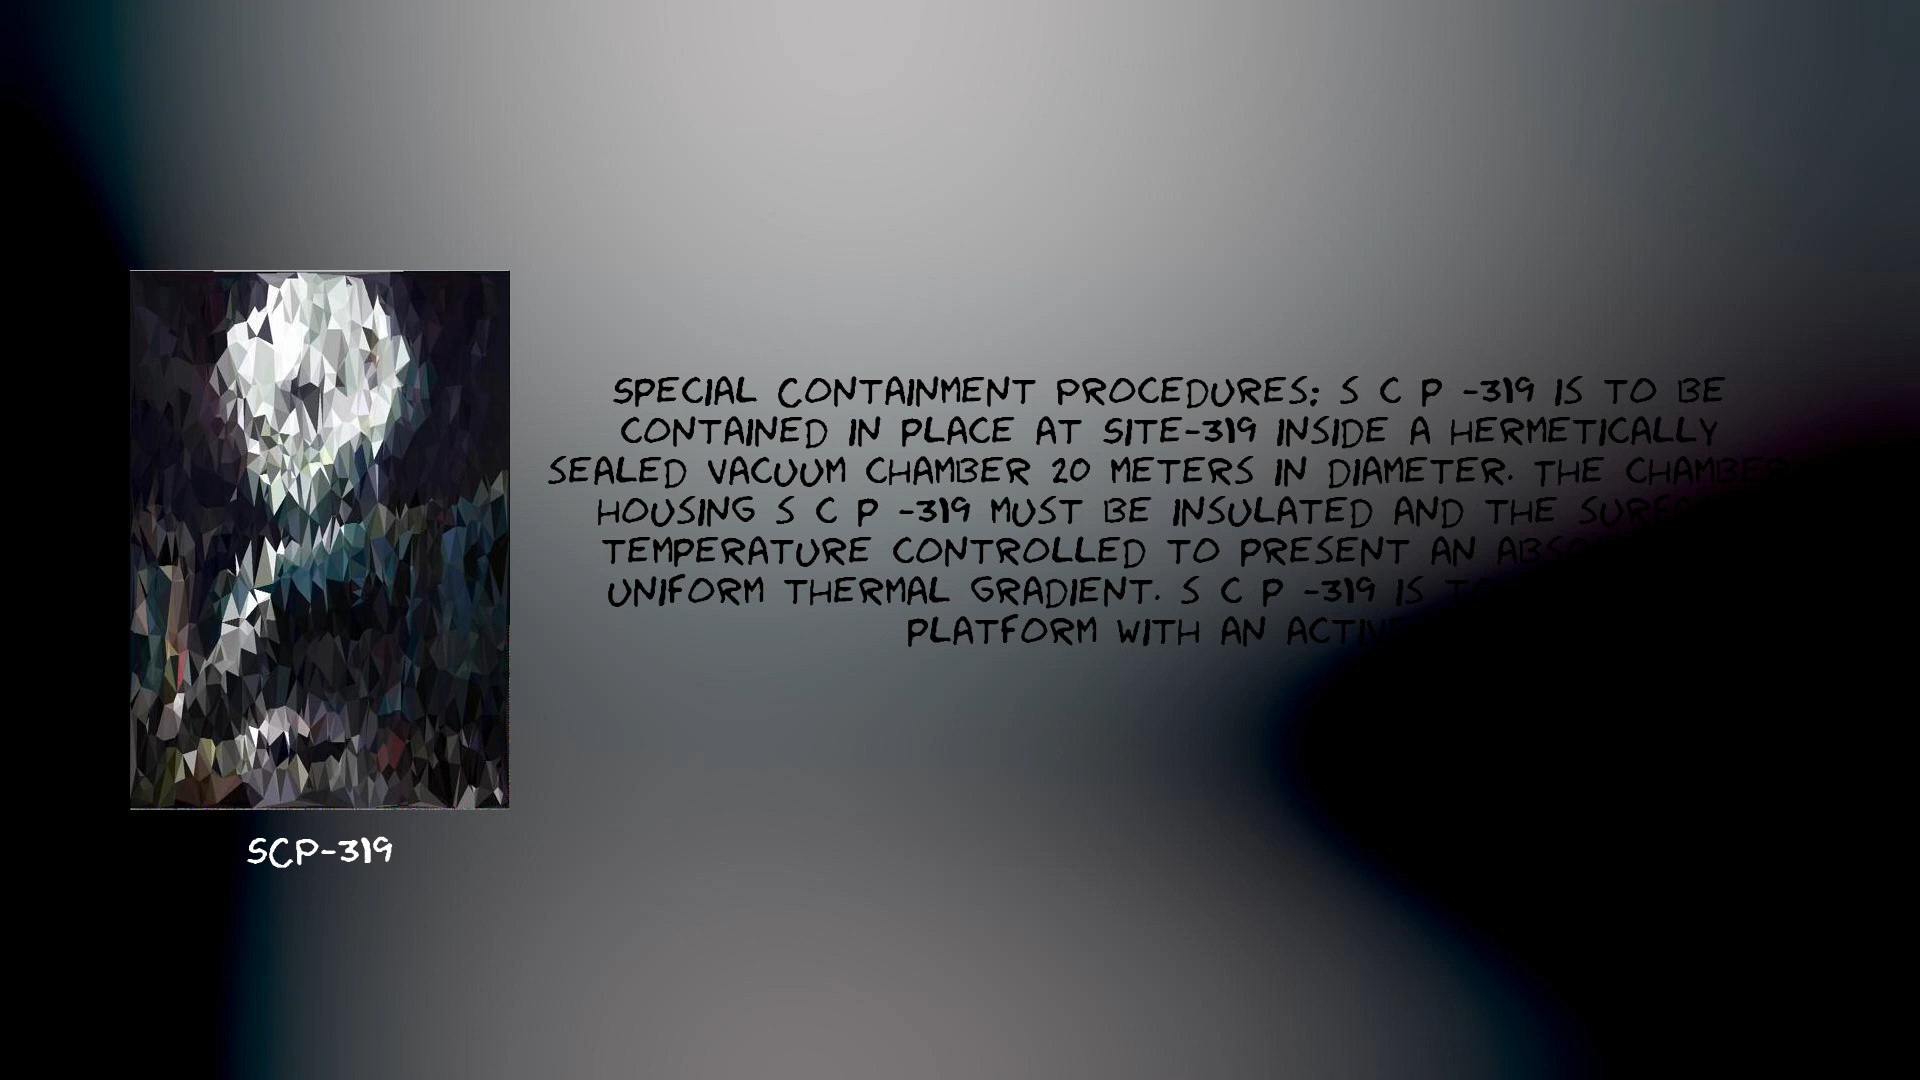 SPECIAL CONTAINMENT PROCEDURES: S C P -319 IS TO BE
CONTAINED IN PLACE AT SITE-319 INSIDE A HERMETICALLY
SEALED VACUUM CHAMBER 20 METERS IN DIAMETER. THE CHAMBER
HOUSING S C P -319 MUST BE INSULATED AND THE
TEMPERATURE CONTROLLED TO PRESENT AN
UNIFORM THERMAL GRADIENT. S C P -319 IS
PLATFORM WITH AN
SCP-319